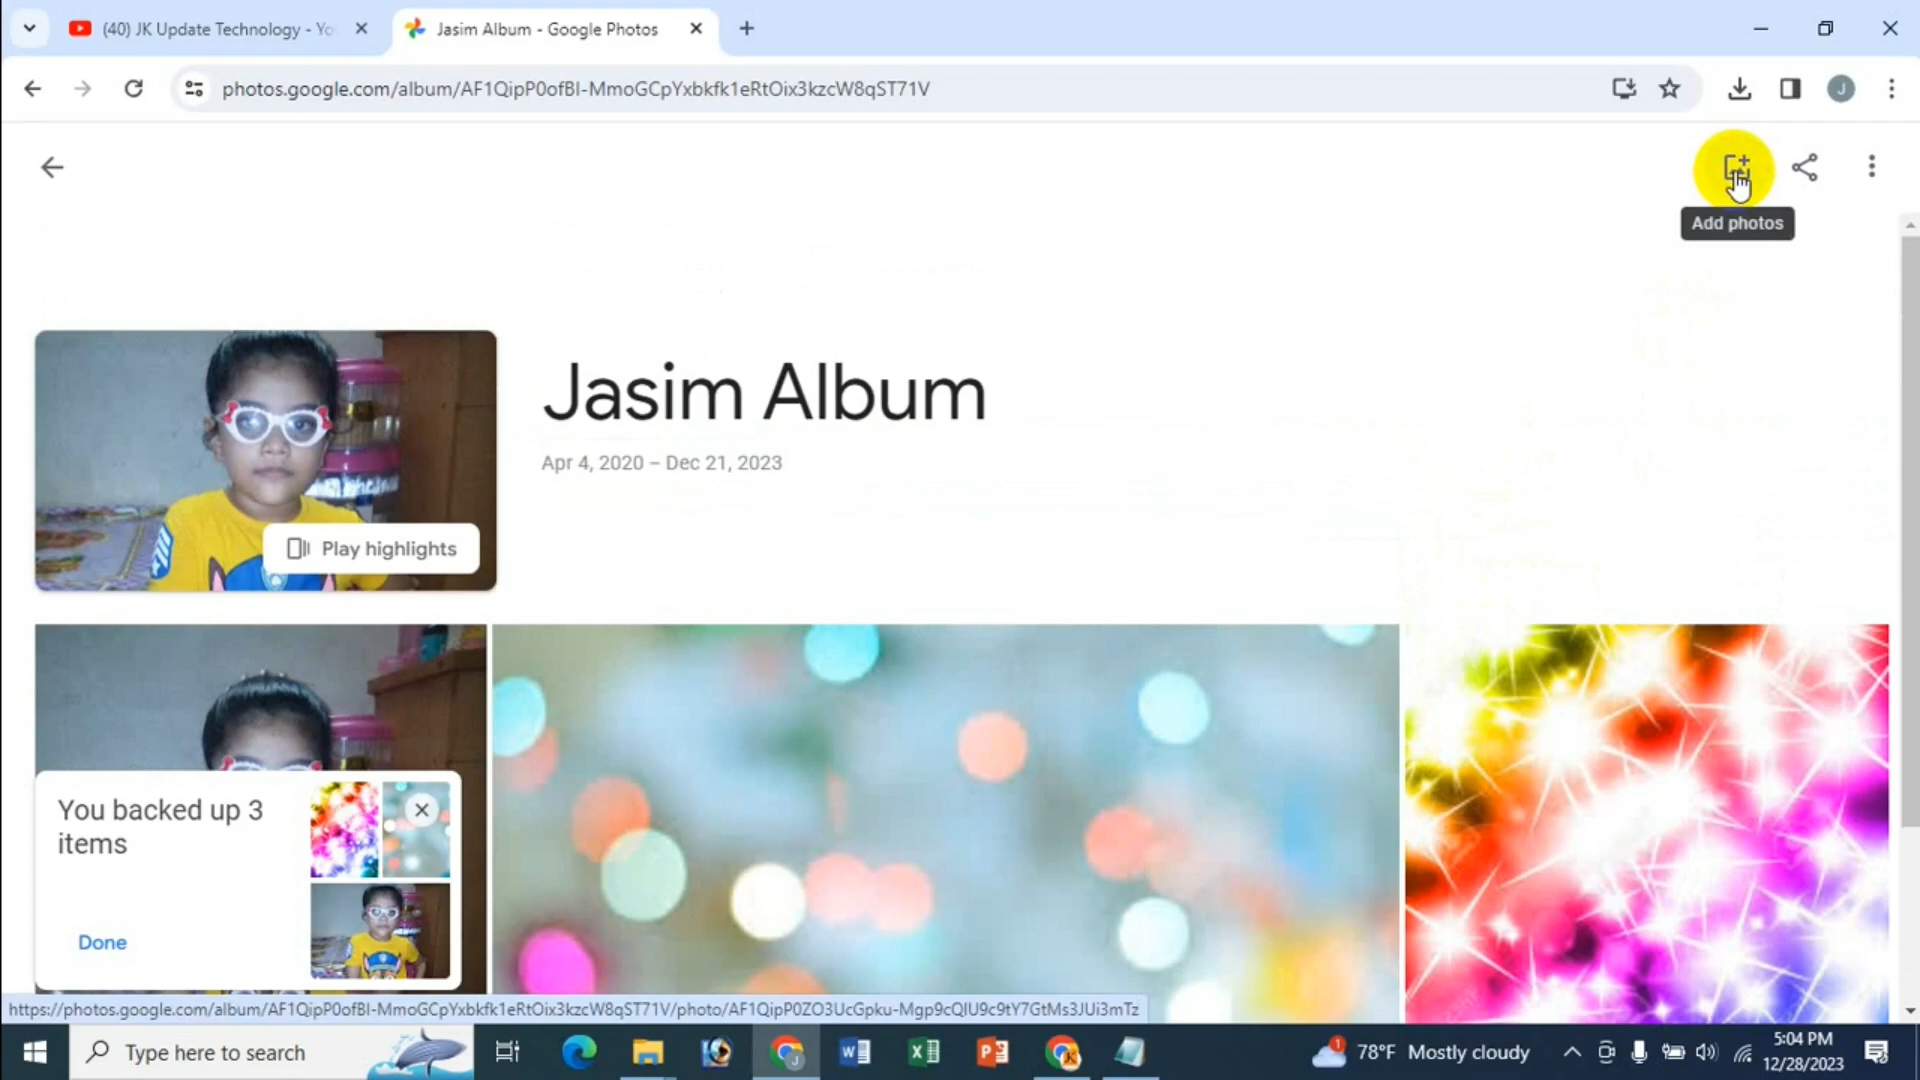 (40) JK Update Technology - Yo
Jasim Album - Google Photos
photos.google.com/album/AF1QipP0ofBI-MmoGCpYxbkfk1eRtOix3kzcW8qST71V
J
Add photos
Jasim Album
Apr 4, 2020 – Dec 21, 2023
Play highlights
You backed up 3
items
Done
https://photos.google.com/album/AF1QipP0ofBI-MmoGCpYxbkfk1eRtOix3kzcW8qST71V/photo/AF1QipP0ZO3UcGpku-Mgp9cQIU9c9tY7GtMs3JUi3mTz
Type here to search
1
78°F Mostly cloudy
5:04 PM
12/28/2023